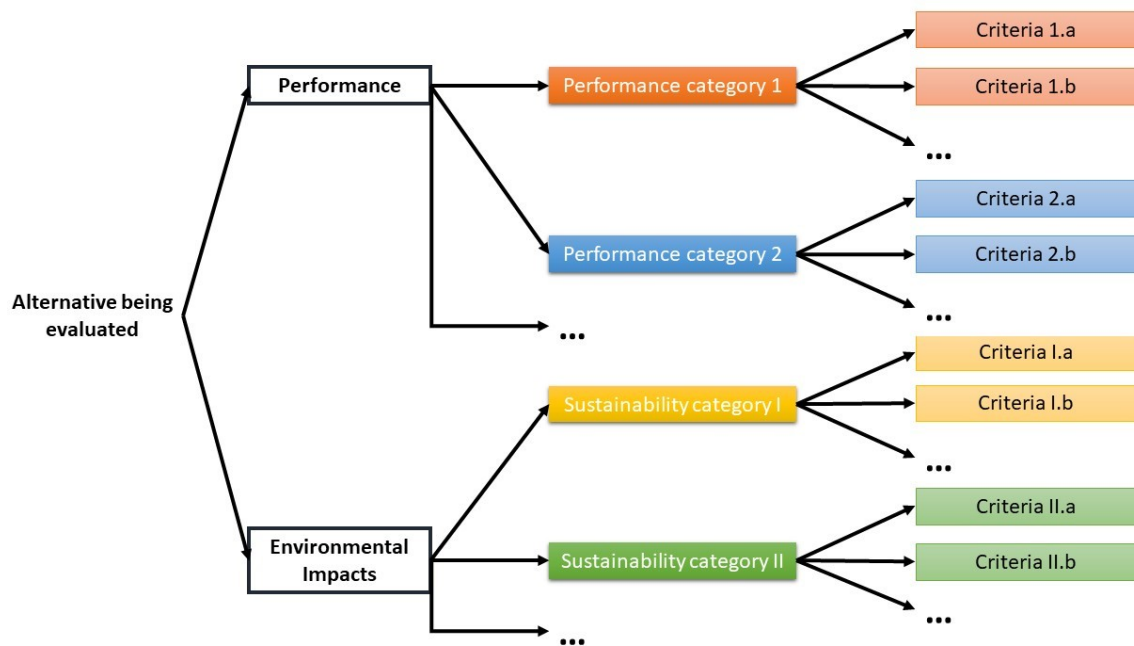 Criteria 1.a
Performance
Performance category 1
Criteria 1.b
...
Criteria 2.a
Performance category 2
Criteria 2.b
Alternative being
evaluated
...
...
Criteria I.a
Sustainability category I
Criteria I.b
...
Criteria II.a
Environmental
Impacts
Sustainability category II
Criteria II.b
...
...